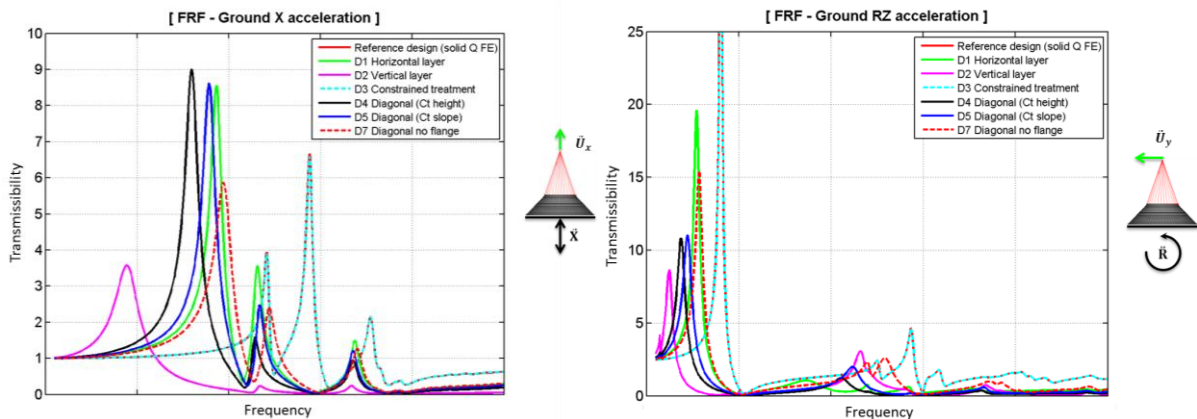 [ FRF - Ground X acceleration ]
10
9
8
7
6
5
4
3
2
1
0
Transmissibility
Frequency
Reference design (solid Q FE)
D1 Horizontal layer
D2 Vertical layer
D3 Constrained treatment
D4 Diagonal (Ct height)
D5 Diagonal (Ct slope)
D7 Diagonal no flange
Üx
Ẍ
[ FRF - Ground RZ acceleration ]
25
20
15
10
5
0
Transmissibility
Frequency
Reference design (solid Q FE)
D1 Horizontal layer
D2 Vertical layer
D3 Constrained treatment
D4 Diagonal (Ct height)
D5 Diagonal (Ct slope)
D7 Diagonal no flange
Üy
R̈